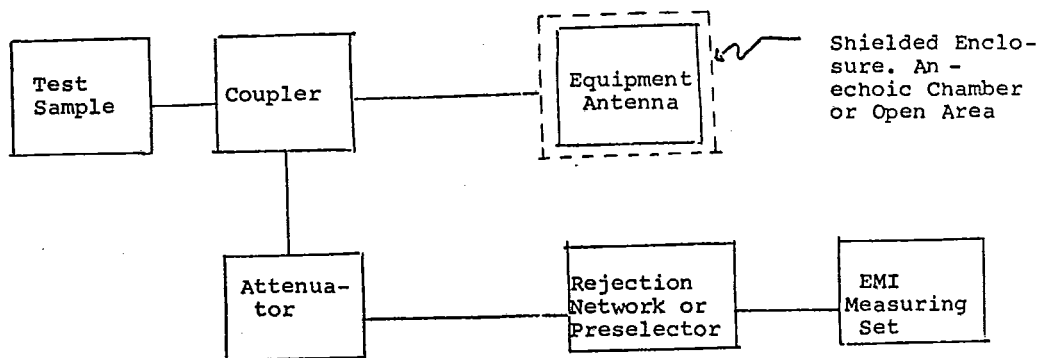 Test
Sample
Coupler
Equipment
Antenna
Shielded Enclo-
sure. An -
echoic Chamber
or Open Area
Attenua-
tor
Rejection
Network or
Preselector
EMI
Measuring
Set